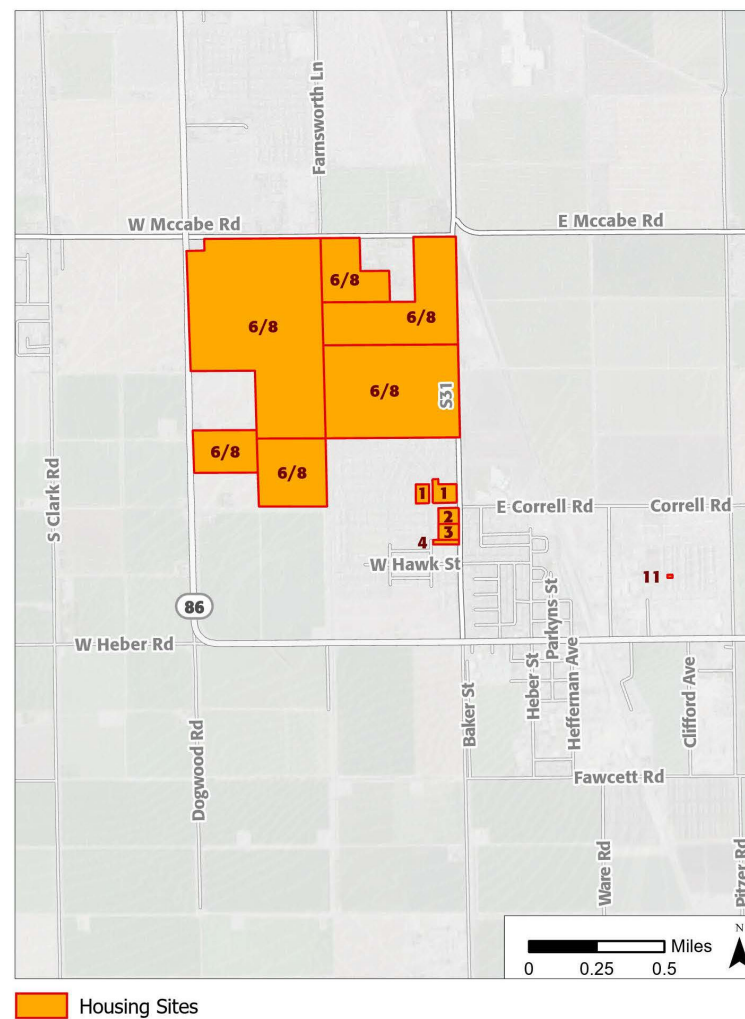 Farnsworth Ln
W Mccabe Rd
E Mccabe Rd
6/8
6/8
6/8
6/8
S31
6/8
6/8
S Clark Rd
1
1
E Correll Rd
Correll Rd
2
3
4
W Hawk St
11
86
W Heber Rd
Parkyns St
Heber St
Heffernan Ave
Baker St
Clifford Ave
Dogwood Rd
Fawcett Rd
Ware Rd
Pitzer Rd
N
Miles
0 0.25 0.5
Housing Sites